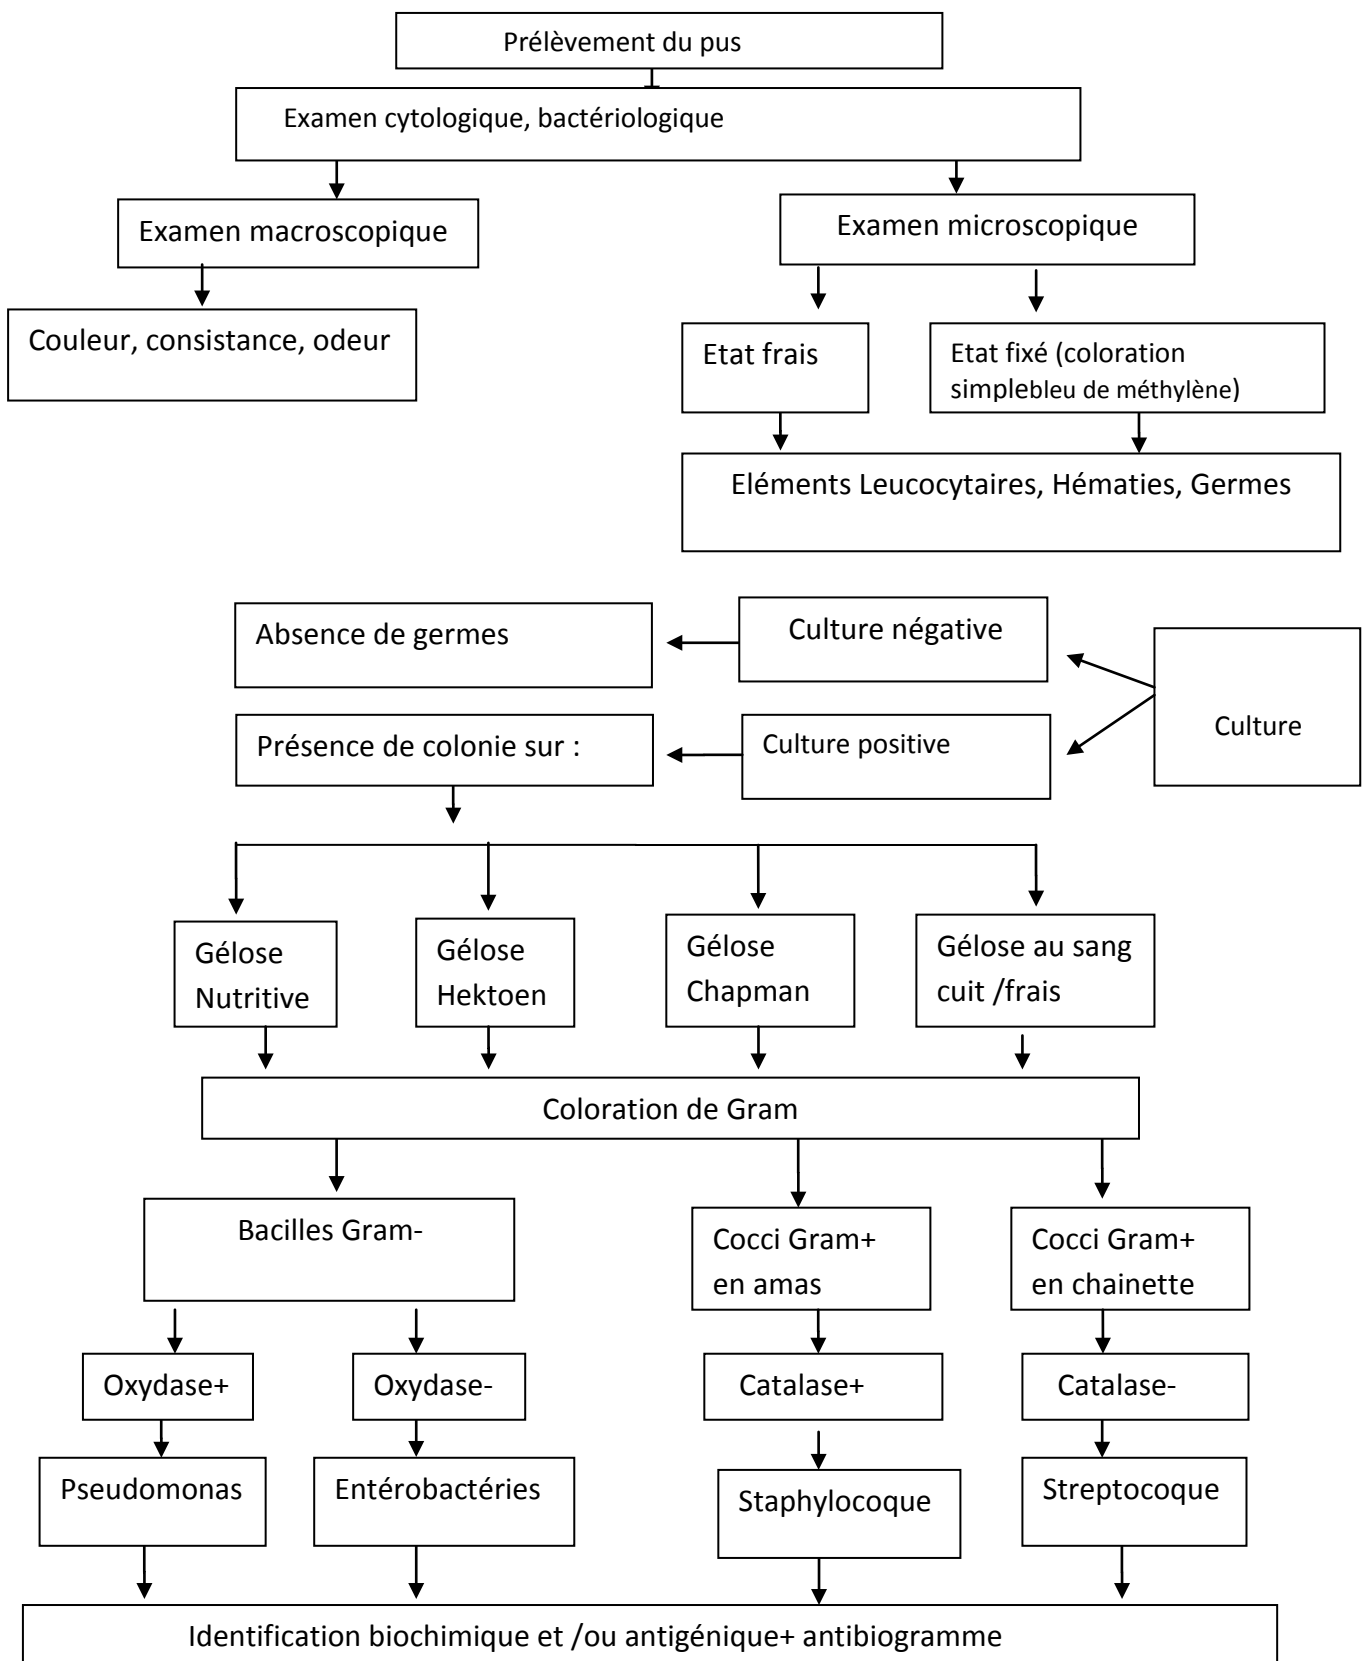 Prélèvement du pus
Examen cytologique, bactériologique
Examen macroscopique
Examen microscopique
Couleur, consistance, odeur
Etat frais
Etat fixé (coloration
simplebleu de méthylène)
Eléments Leucocytaires, Hématies, Germes
Absence de germes
Culture négative
Culture
Présence de colonie sur :
Culture positive
Gélose
Nutritive
Gélose
Hektoen
Gélose
Chapman
Gélose au sang
cuit /frais
Coloration de Gram
Bacilles Gram-
Cocci Gram+
en amas
Cocci Gram+
en chainette
Oxydase+
Oxydase-
Catalase+
Catalase-
Pseudomonas
Entérobactéries
Staphylocoque
Streptocoque
Identification biochimique et /ou antigénique+ antibiogramme